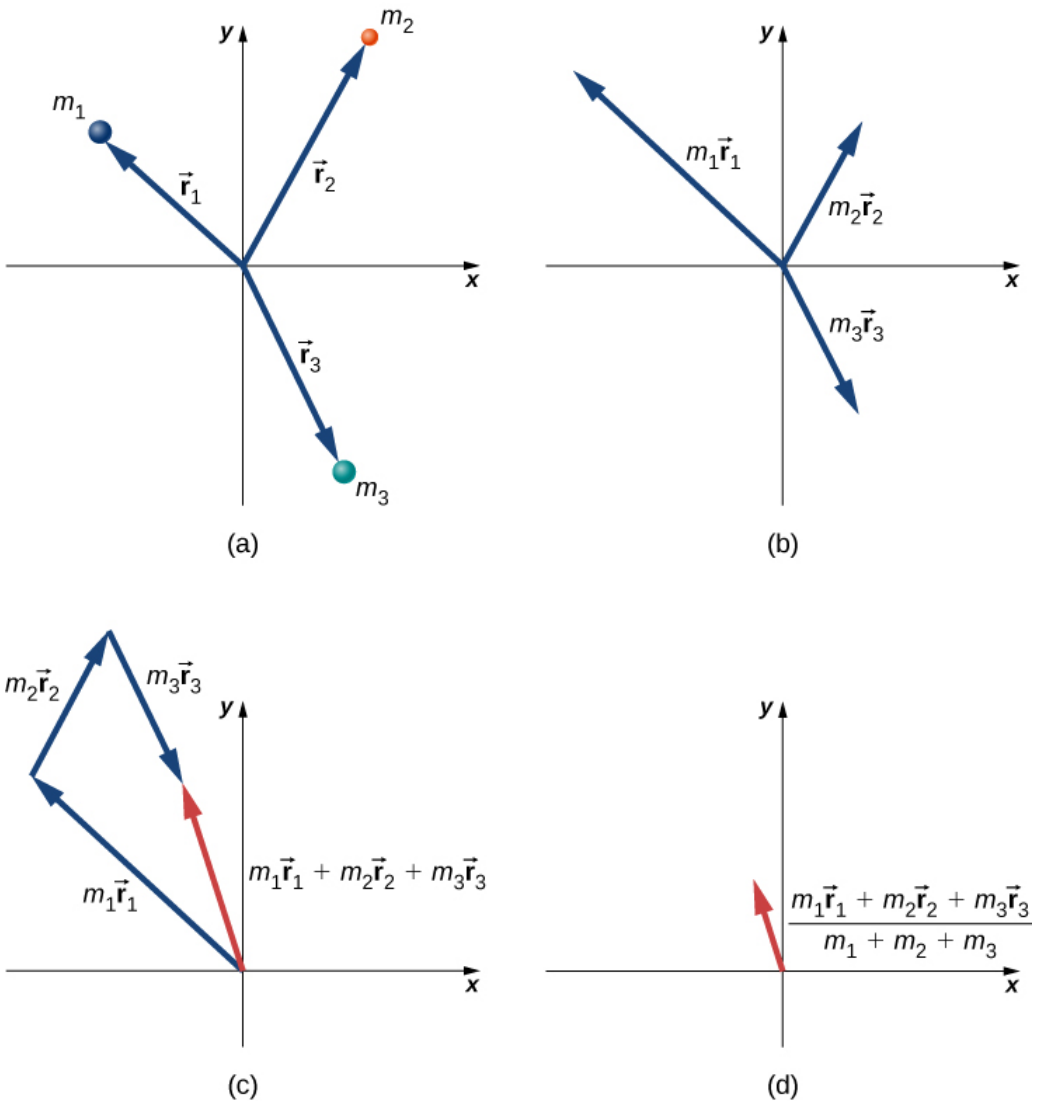 y
m₂
m₁
r⃗₁
r⃗₂
x
r⃗₃
m₃
(a)
y
m₁r⃗₁
m₂r⃗₂
x
m₃r⃗₃
(b)
m₂r⃗₂
m₃r⃗₃
y
m₁r⃗₁ + m₂r⃗₂ + m₃r⃗₃
m₁r⃗₁
x
(c)
y
m₁r⃗₁ + m₂r⃗₂ + m₃r⃗₃
m₁ + m₂ + m₃
x
(d)